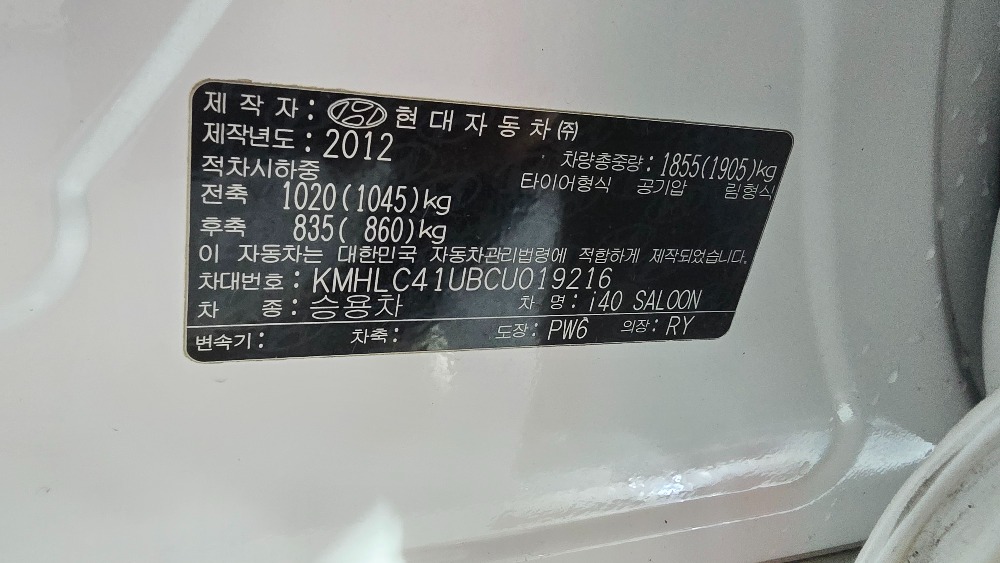 제 작 자 : 현 대 자 동 차 ㈜
제작년도 : 2012
적차시하중 차량총중량 : 1855(1905)kg
전축 1020(1045)kg 타이어형식 공기압 림형식
후축 835( 860)kg
이 자동차는 대한민국 자동차관리법령에 적합하게 제작되었습니다.
차대번호 : KMHLC41UBCU019216
차 종 : 승용차 차 명 : i40 SALOON
변속기 : 차축 : 도장 : PW6 의장 : RY